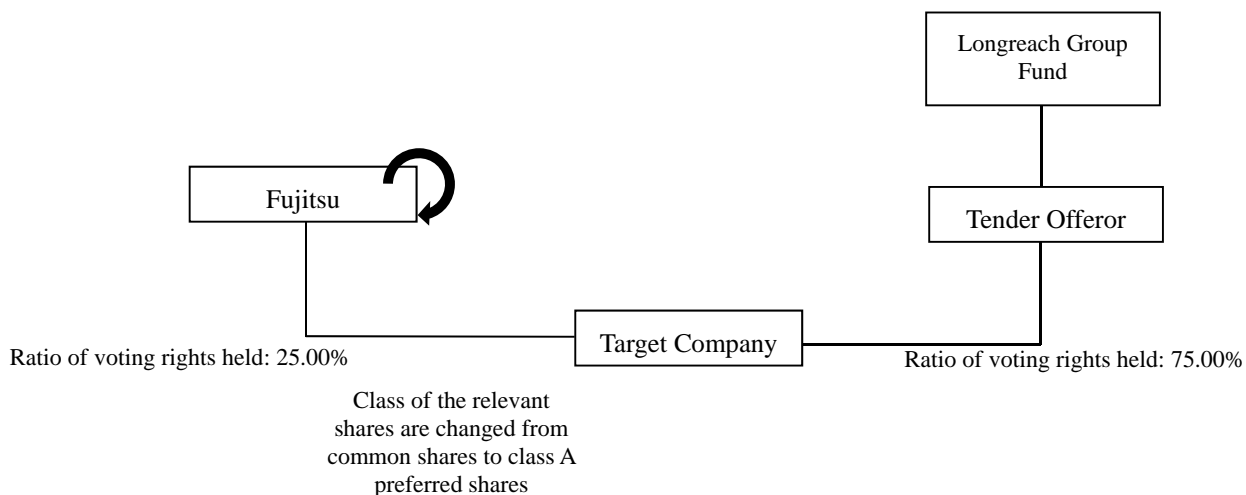 Longreach Group
Fund
Fujitsu
Tender Offeror
Target Company
Ratio of voting rights held: 25.00%
Ratio of voting rights held: 75.00%
Class of the relevant
shares are changed from
common shares to class A
preferred shares